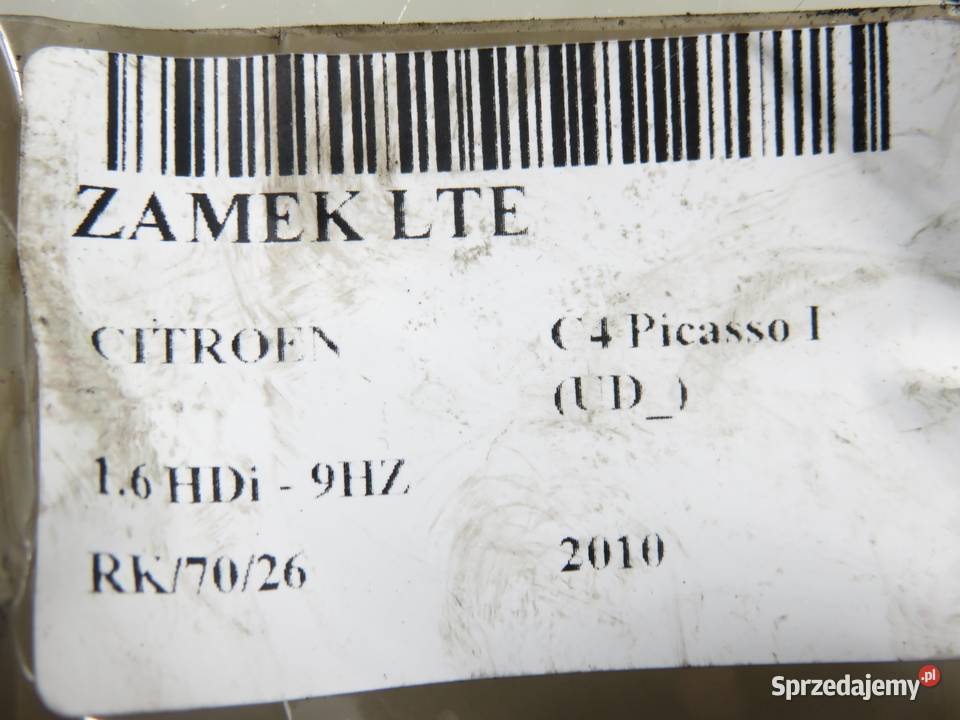 ZAMEK LTE
CITROEN
C4 Picasso I
(UD_)
1.6 HDi - 9HZ
RK/70/26
2010
Sprzedajemy.pl